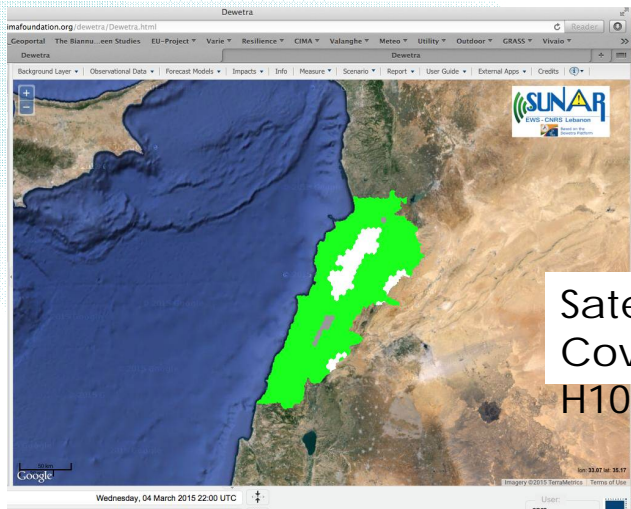 Dewetra
imafoundation.org/dewetra/Dewetra.html
Reader
Geoportal The Biannu...een Studies EU-Project Varie Resilience CIMA Valanghe Meteo Utility Outdoor GRASS Vivaio
Dewetra Dewetra
Background Layer Observational Data Forecast Models Impacts Info Measure Scenario Report User Guide External Apps Credits
SUNAR
EWS - CNRS Lebanon
Based on the
Dewetra Platform
Sate
Cov
H10
50 km
Google
lon: 33.87 lat: 35.17
Imagery ©2015 TerraMetrics Terms of Use
Wednesday, 04 March 2015 22:00 UTC
User: